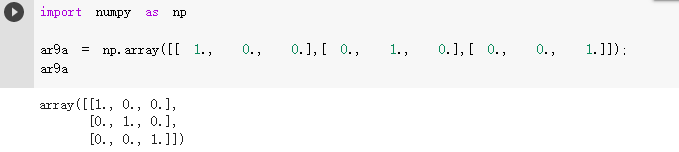 import numpy as np
ar9a = np.array([[ 1., 0., 0.],[ 0., 1., 0.],[ 0., 0., 1.]]);
ar9a
array([[1., 0., 0.],
       [0., 1., 0.],
       [0., 0., 1.]])